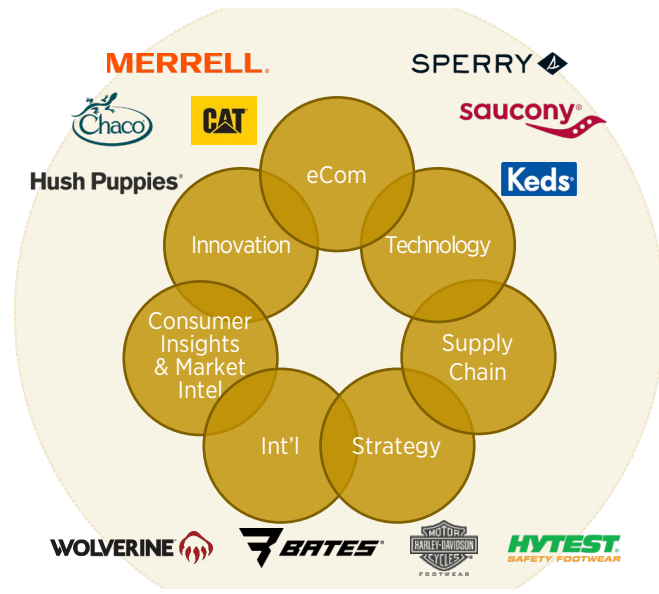 MERRELL®
SPERRY
Chaco®
CAT
saucony®
Hush Puppies®
Keds®
eCom
Innovation
Technology
Consumer
Insights
& Market
Intel
Supply
Chain
Int'l
Strategy
WOLVERINE
BATES®
MOTOR
HARLEY-DAVIDSON
CYCLES
FOOTWEAR
HYTEST®
SAFETY FOOTWEAR